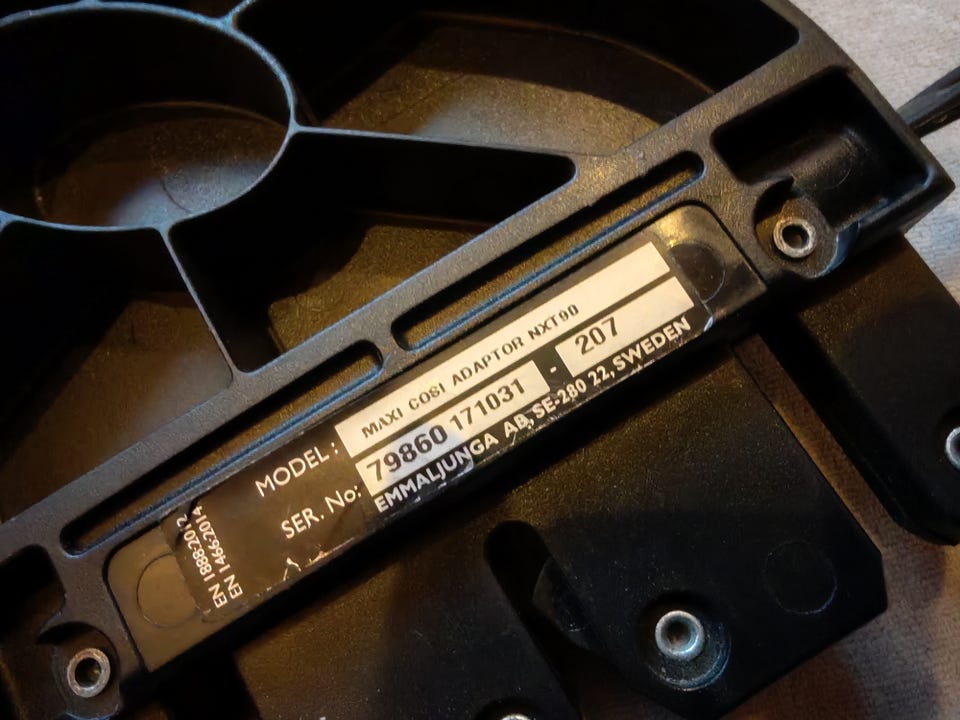 MODEL: MAXI COSI ADAPTOR NXT90
SER. No: 79860 171031 - 207
EMMALJUNGA AB, SE-280 22, SWEDEN
EN 1888:2012
EN 1466:2014